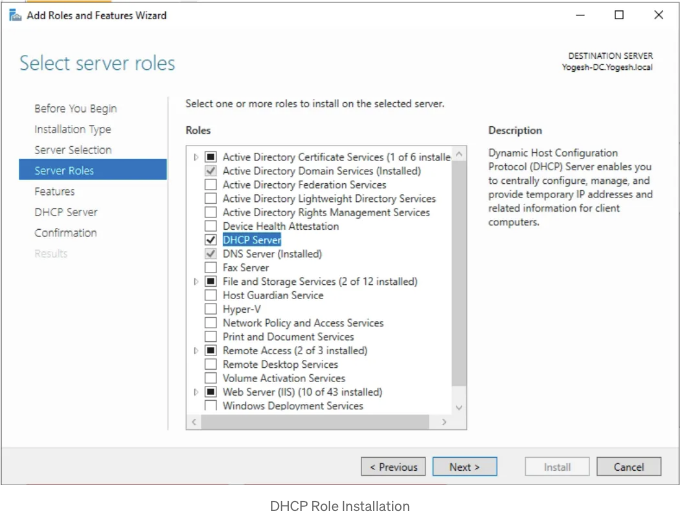 Add Roles and Features Wizard
Select server roles
DESTINATION SERVER
Yogesh-DC.Yogesh.local
Before You Begin
Installation Type
Server Selection
Server Roles
Features
DHCP Server
Confirmation
Results
Select one or more roles to install on the selected server.
Roles
Active Directory Certificate Services (1 of 6 installe
Active Directory Domain Services (Installed)
Active Directory Federation Services
Active Directory Lightweight Directory Services
Active Directory Rights Management Services
Device Health Attestation
DHCP Server
DNS Server (Installed)
Fax Server
File and Storage Services (2 of 12 installed)
Host Guardian Service
Hyper-V
Network Policy and Access Services
Print and Document Services
Remote Access (2 of 3 installed)
Remote Desktop Services
Volume Activation Services
Web Server (IIS) (10 of 43 installed)
Windows Deployment Services
Description
Dynamic Host Configuration
Protocol (DHCP) Server enables you
to centrally configure, manage, and
provide temporary IP addresses and
related information for client
computers.
< Previous
Next >
Install
Cancel
DHCP Role Installation